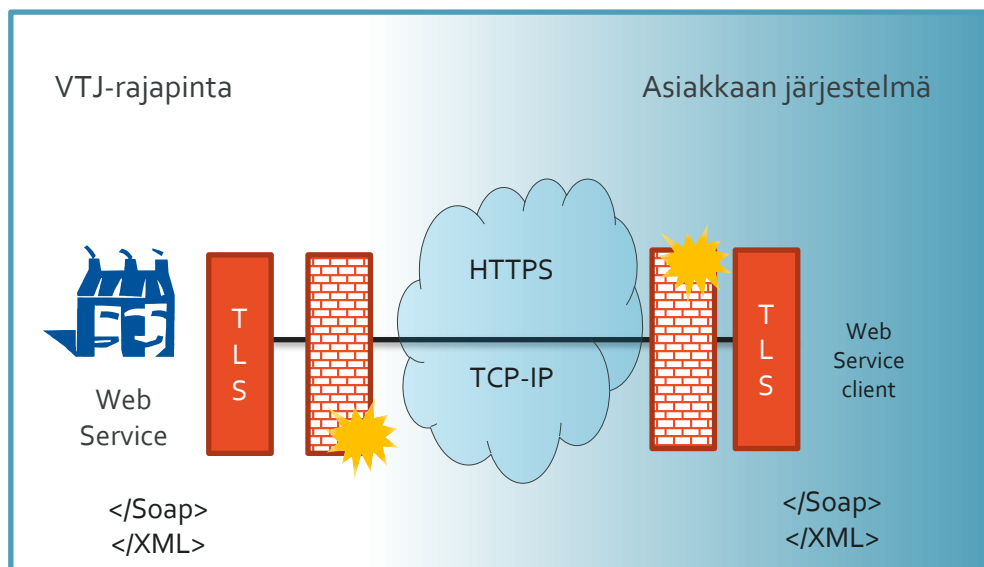 VTJ-rajapinta
Asiakkaan järjestelmä
HTTPS
TCP-IP
T
L
S
T
L
S
Web
Service
Web
Service
client
</Soap>
</XML>
</Soap>
</XML>